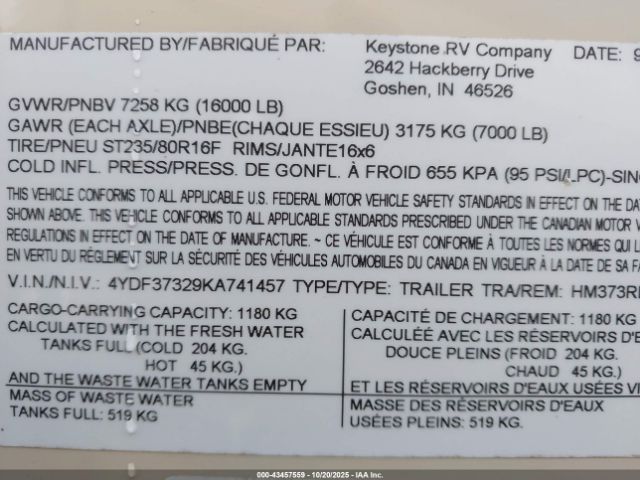 MANUFACTURED BY/FABRIQUÉ PAR: Keystone RV Company DATE: 9
2642 Hackberry Drive
Goshen, IN 46526
GVWR/PNBV 7258 KG (16000 LB)
GAWR (EACH AXLE)/PNBE(CHAQUE ESSIEU) 3175 KG (7000 LB)
TIRE/PNEU ST235/80R16F RIMS/JANTE16x6
COLD INFL. PRESS/PRESS. DE GONFL. À FROID 655 KPA (95 PSI/LPC)-SING
THIS VEHICLE CONFORMS TO ALL APPLICABLE U.S. FEDERAL MOTOR VEHICLE SAFETY STANDARDS IN EFFECT ON THE DAT
SHOWN ABOVE. THIS VEHICLE CONFORMS TO ALL APPLICABLE STANDARDS PRESCRIBED UNDER THE CANADIAN MOTOR V
REGULATIONS IN EFFECT ON THE DATE OF MANUFACTURE. ~ CE VÉHICULE EST CONFORME À TOUTES LES NORMES QUI L
EN VERTU DU RÉGLEMENT SUR LA SÉCURITÉ DES VÉHICULES AUTOMOBILES DU CANADA EN VIGUEUR À LA DATE DE SA FA
V.I.N./N.I.V.: 4YDF37329KA741457 TYPE/TYPE: TRAILER TRA/REM: HM373R
CARGO-CARRYING CAPACITY: 1180 KG
CALCULATED WITH THE FRESH WATER
TANKS FULL (COLD 204 KG.
HOT 45 KG.)
AND THE WASTE WATER TANKS EMPTY
MASS OF WASTE WATER
TANKS FULL: 519 KG
CAPACITÉ DE CHARGEMENT: 1180 KG
CALCULÉE AVEC LES RÉSERVOIRS D'E
DOUCE PLEINS (FROID 204 KG.
CHAUD 45 KG.)
ET LES RÉSERVOIRS D'EAUX USÉES VI
MASSE DES RÉSERVOIRS D'EAUX
USÉES PLEINS: 519 KG.
000-43457559 - 10/20/2025 - IAA Inc.